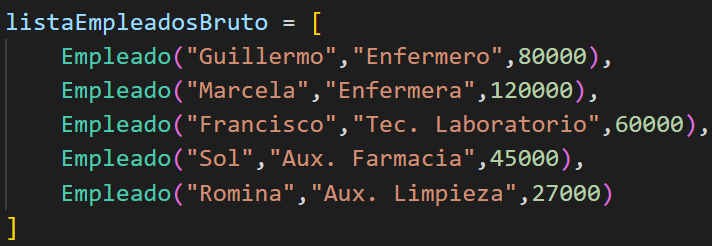 listaEmpleadosBruto = [
    Empleado("Guillermo","Enfermero",80000),
    Empleado("Marcela","Enfermera",120000),
    Empleado("Francisco","Tec. Laboratorio",60000),
    Empleado("Sol","Aux. Farmacia",45000),
    Empleado("Romina","Aux. Limpieza",27000)
]